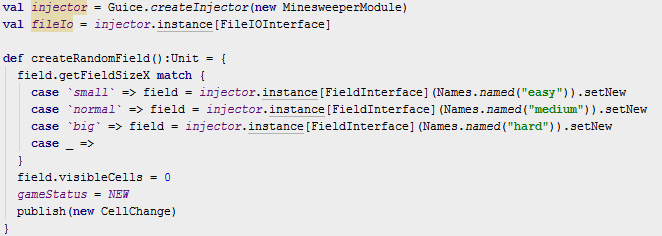 val injector = Guice.createInjector(new MinesweeperModule)
val fileIo = injector.instance[FileIOInterface]

def createRandomField():Unit = {
  field.getFieldSizeX match {
    case `small` => field = injector.instance[FieldInterface](Names.named("easy")).setNew
    case `normal` => field = injector.instance[FieldInterface](Names.named("medium")).setNew
    case `big` => field = injector.instance[FieldInterface](Names.named("hard")).setNew
    case _ =>
  }
  field.visibleCells = 0
  gameStatus = NEW
  publish(new CellChange)
}